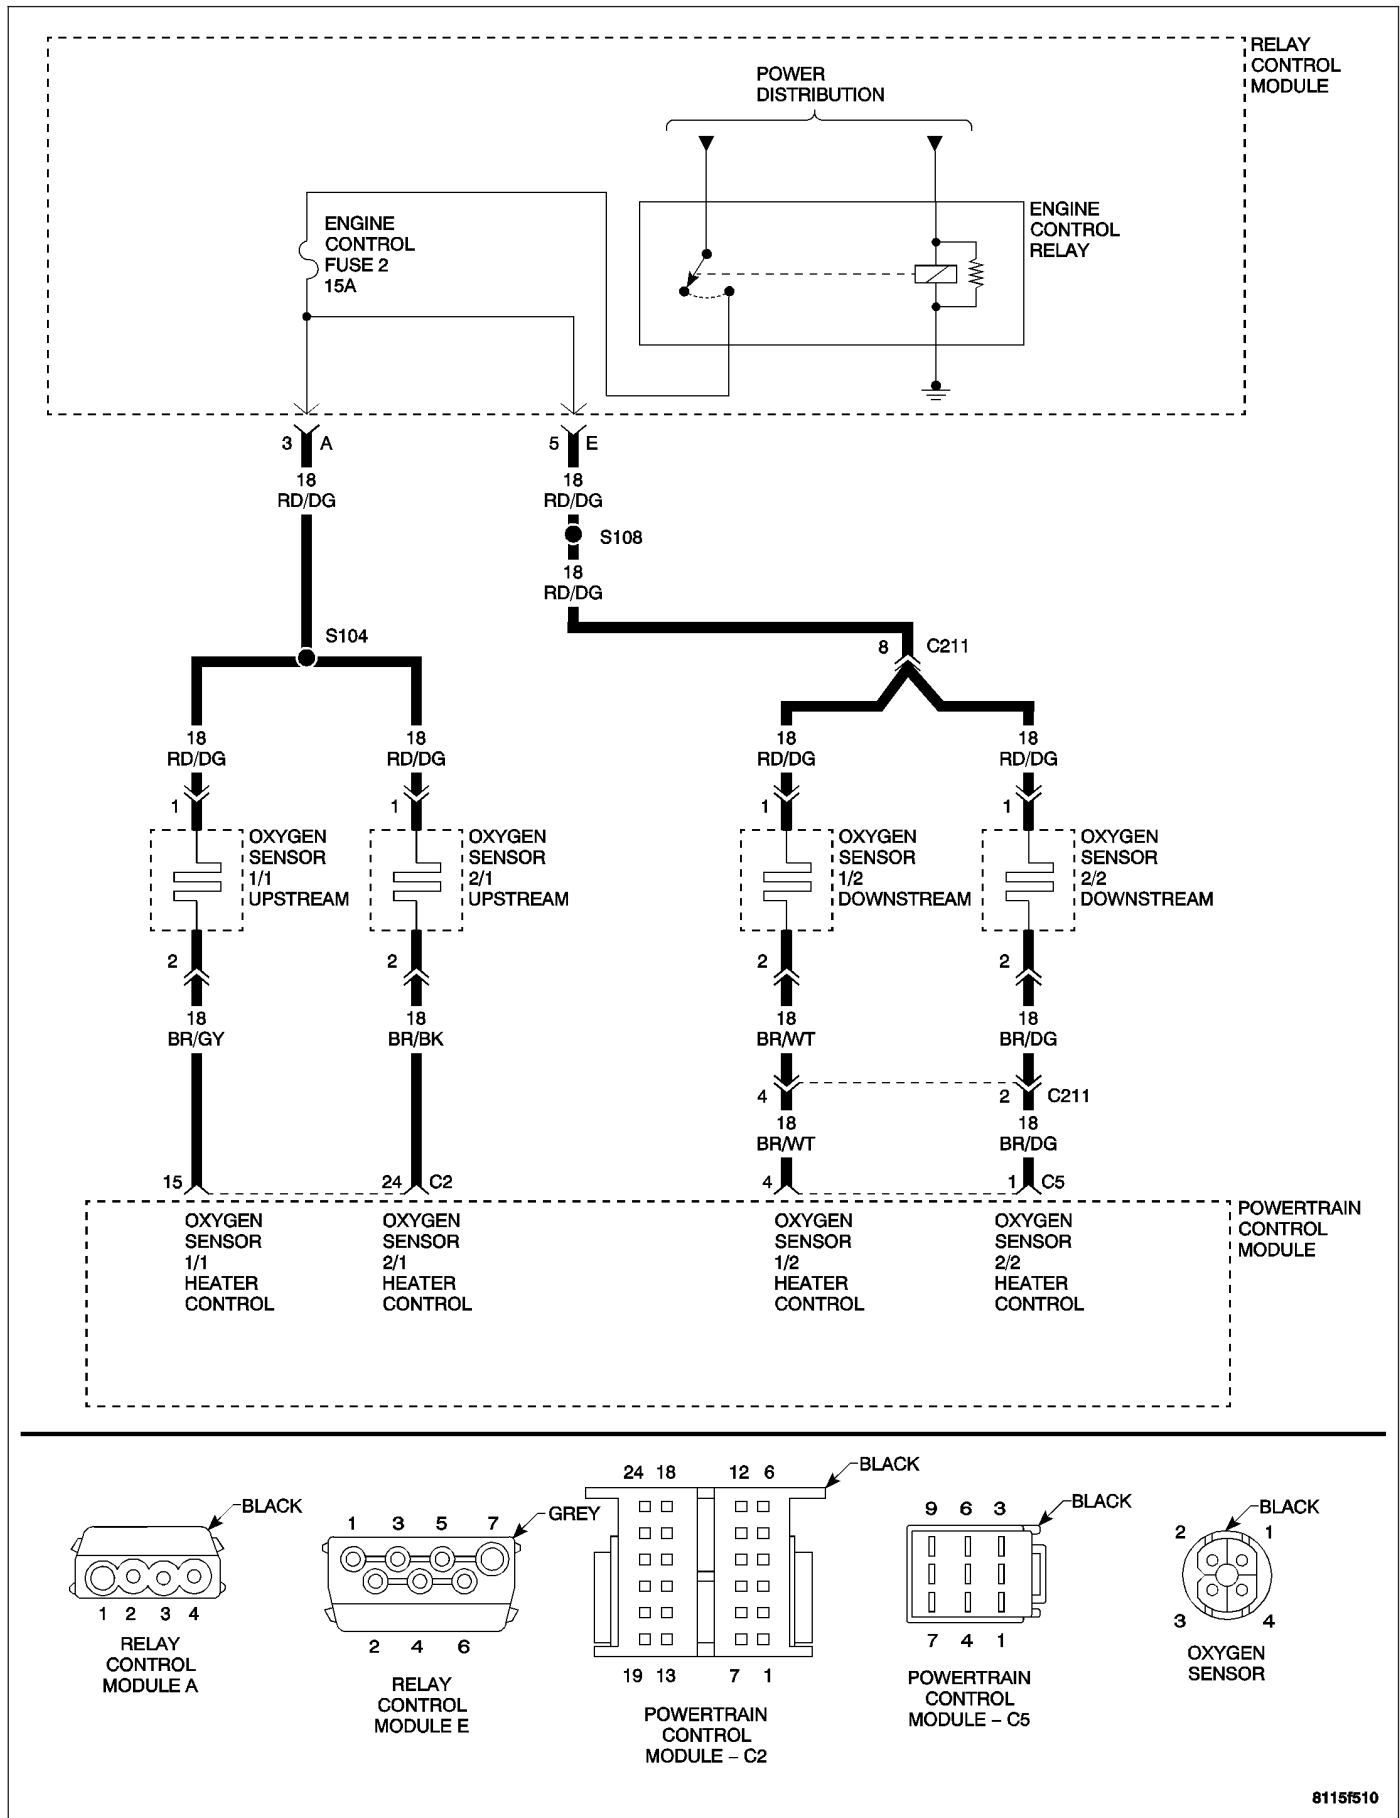 RELAY
CONTROL
MODULE
POWER
DISTRIBUTION
ENGINE
CONTROL
FUSE 2
15A
ENGINE
CONTROL
RELAY
3 A
5 E
18
RD/DG
18
RD/DG
S108
18
RD/DG
S104
8 C211
18
RD/DG
18
RD/DG
18
RD/DG
18
RD/DG
1
1
1
1
OXYGEN
SENSOR
1/1
UPSTREAM
OXYGEN
SENSOR
2/1
UPSTREAM
OXYGEN
SENSOR
1/2
DOWNSTREAM
OXYGEN
SENSOR
2/2
DOWNSTREAM
2
2
2
2
18
BR/GY
18
BR/BK
18
BR/WT
18
BR/DG
4
2 C211
18
BR/WT
18
BR/DG
15
24 C2
4
1 C5
POWERTRAIN
CONTROL
MODULE
OXYGEN
SENSOR
1/1
HEATER
CONTROL
OXYGEN
SENSOR
2/1
HEATER
CONTROL
OXYGEN
SENSOR
1/2
HEATER
CONTROL
OXYGEN
SENSOR
2/2
HEATER
CONTROL
BLACK
1 2 3 4
RELAY
CONTROL
MODULE A
GREY
1 3 5 7
2 4 6
RELAY
CONTROL
MODULE E
BLACK
24 18 12 6
19 13 7 1
POWERTRAIN
CONTROL
MODULE – C2
BLACK
9 6 3
7 4 1
POWERTRAIN
CONTROL
MODULE – C5
BLACK
2 1
3 4
OXYGEN
SENSOR
8115f510